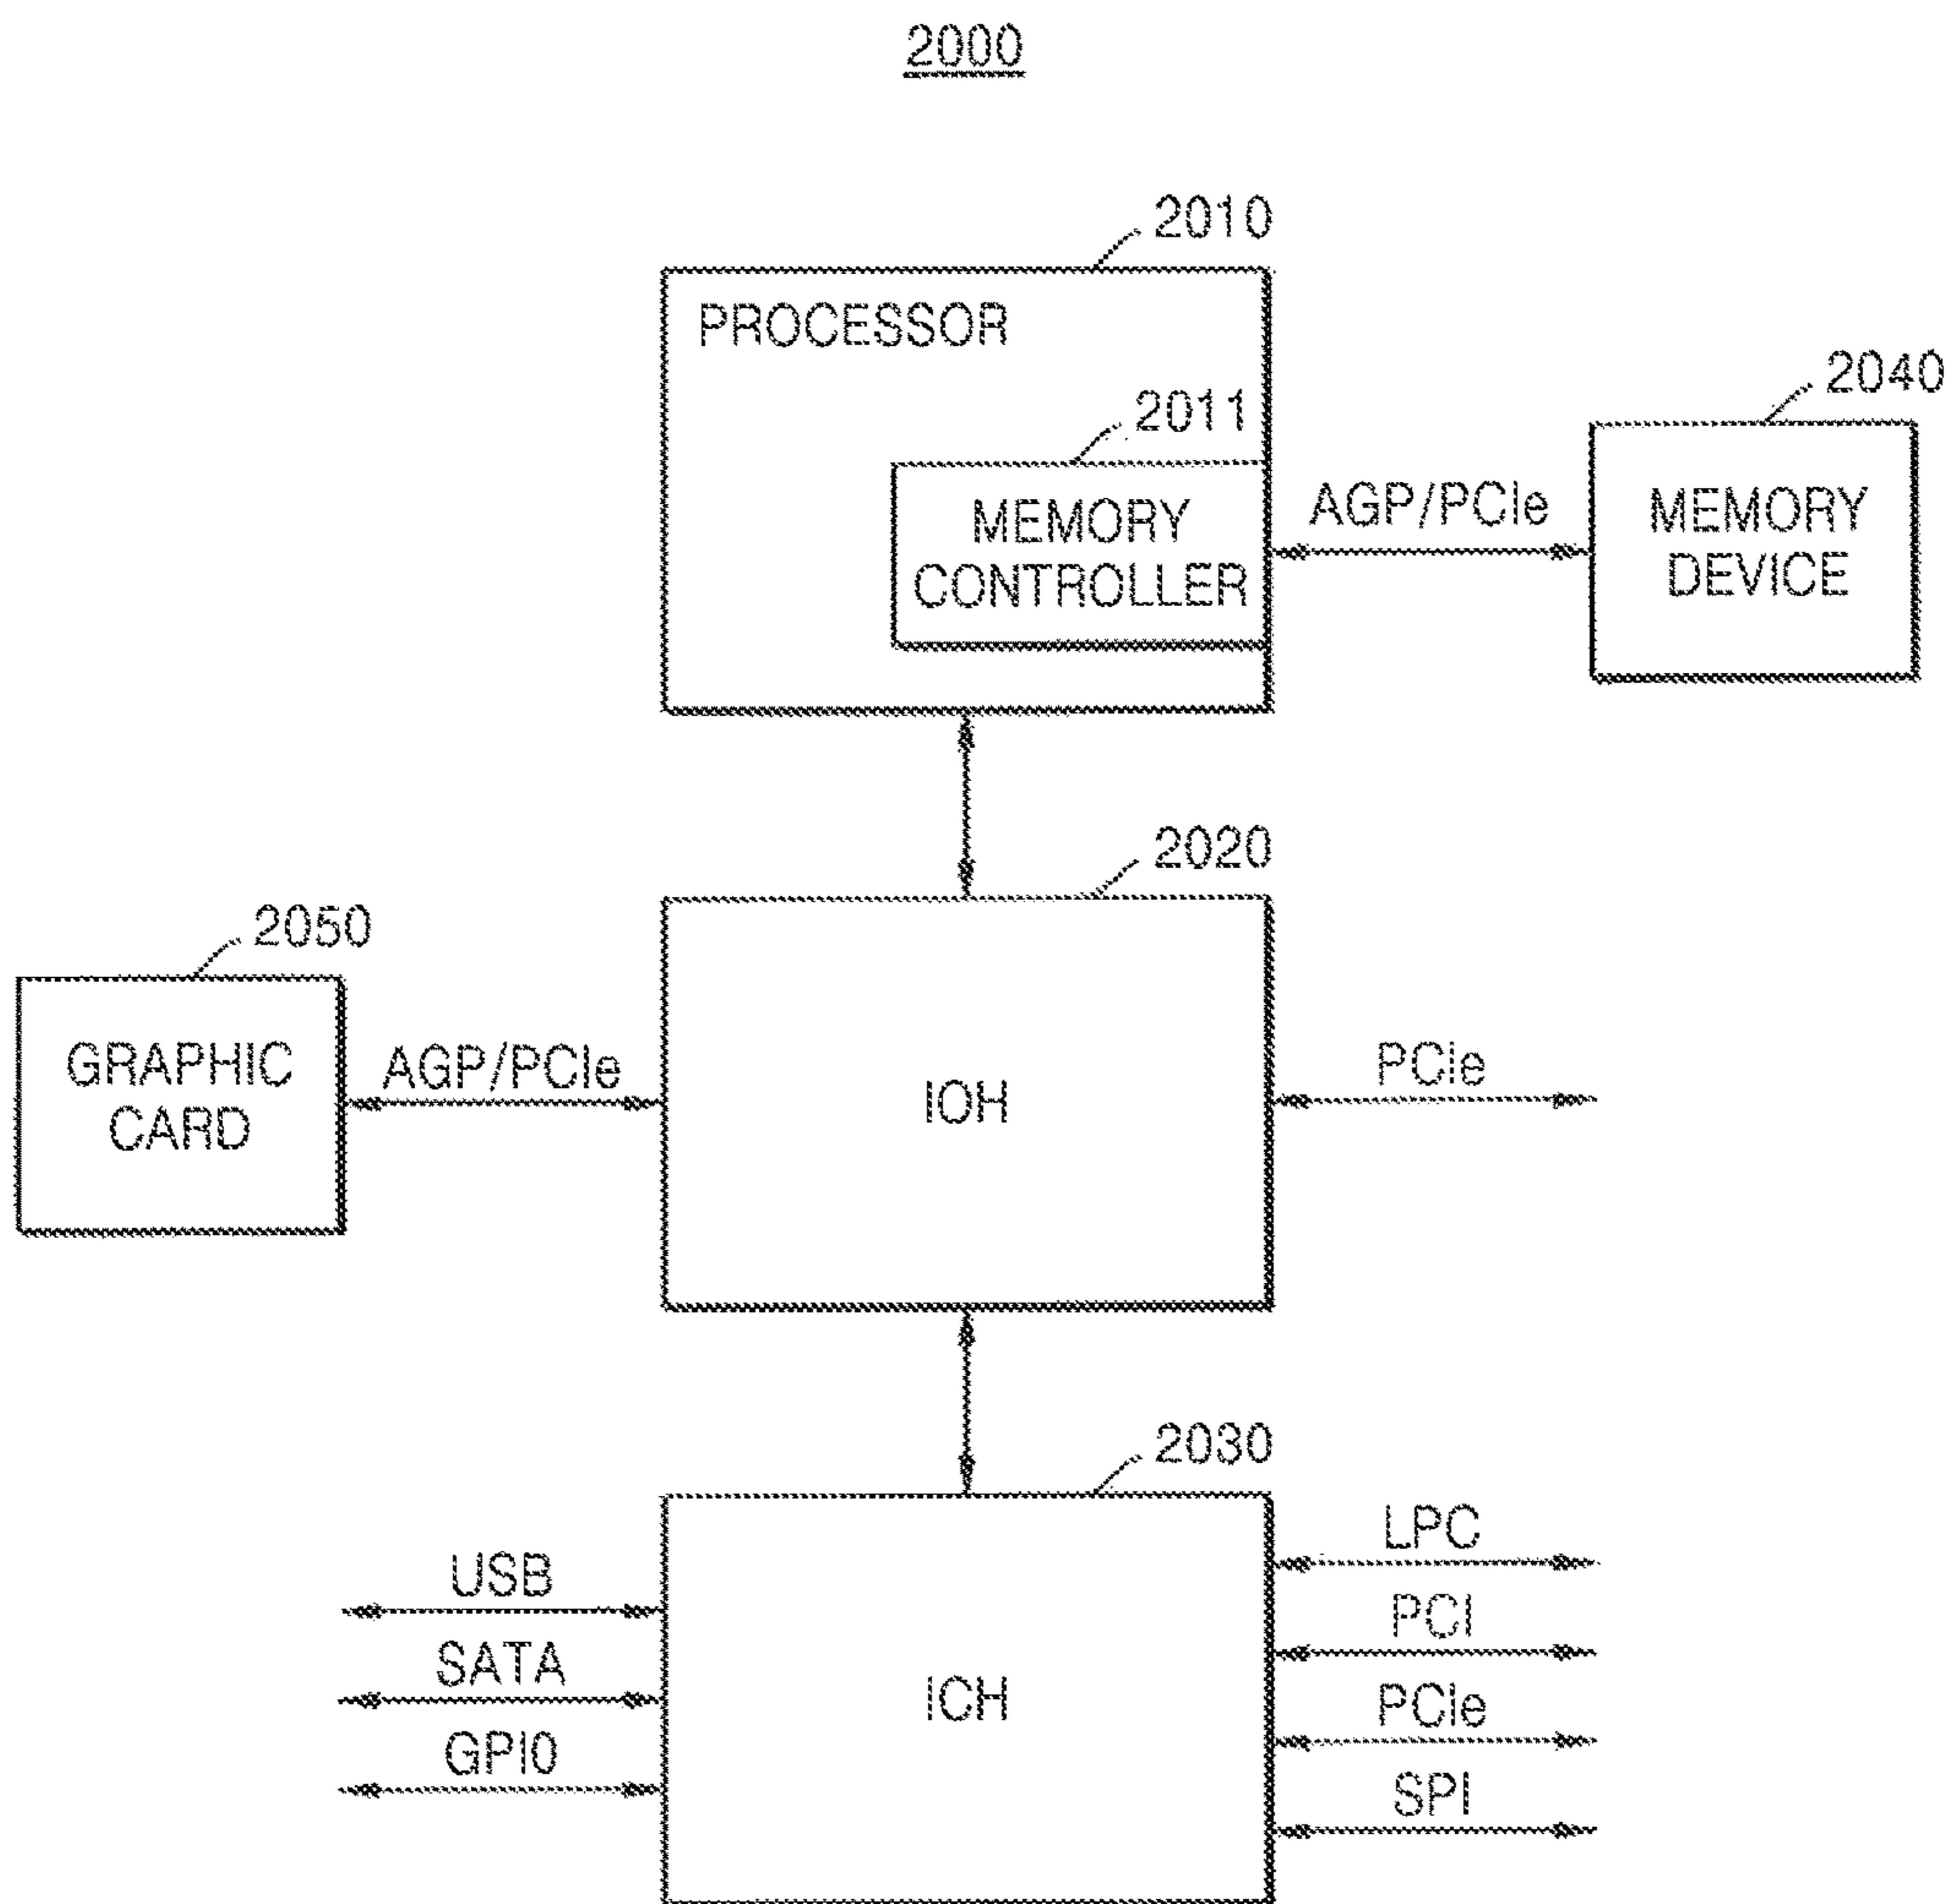 2000
2010
PROCESSOR
2011
MEMORY
CONTROLLER
AGP/PCIe
2040
MEMORY
DEVICE
2020
2050
GRAPHIC
CARD
AGP/PCIe
IOH
PCIe
2030
USB
SATA
GPI0
ICH
LPC
PCI
PCIe
SPI